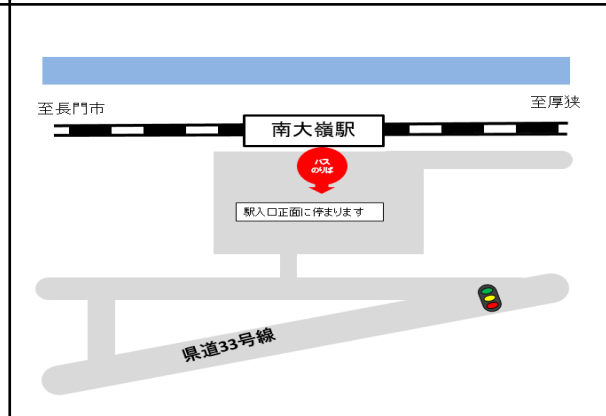 至長門市
至厚狭
南大嶺駅
バス
のりば
駅入口正面に停まります
県道33号線